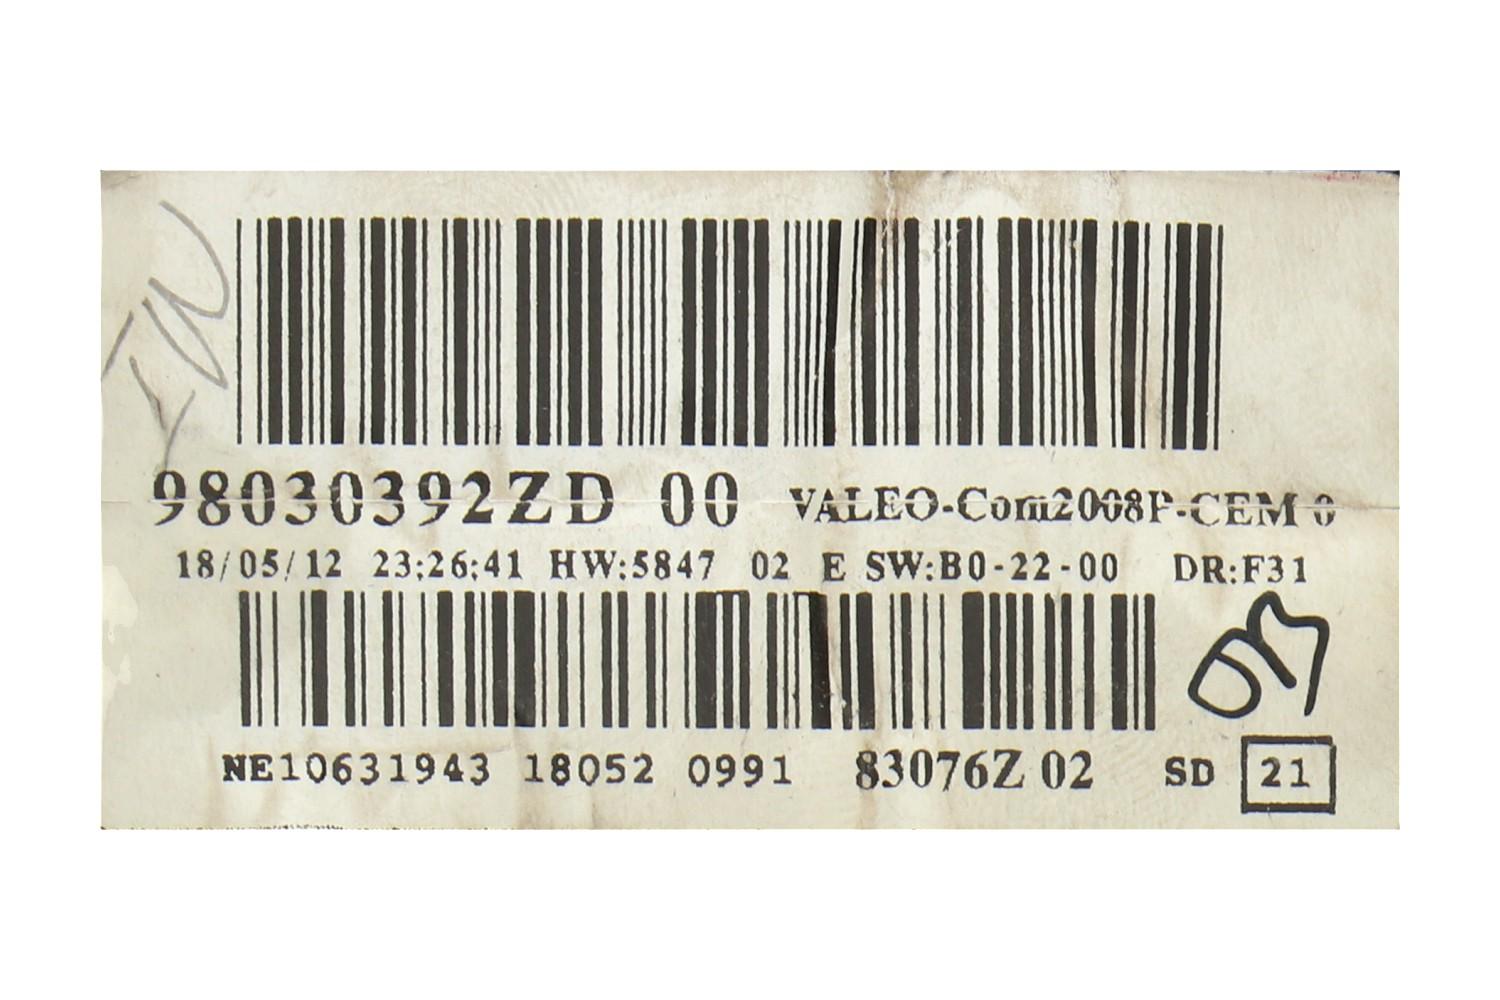 98030392ZD 00 VALEO-Com2008P-CEM 0
18/05/12 23:26:41 HW:5847 02 E SW:B0-22-00 DR:F31
NE10631943 18052 0991 83076Z 02 SD 21